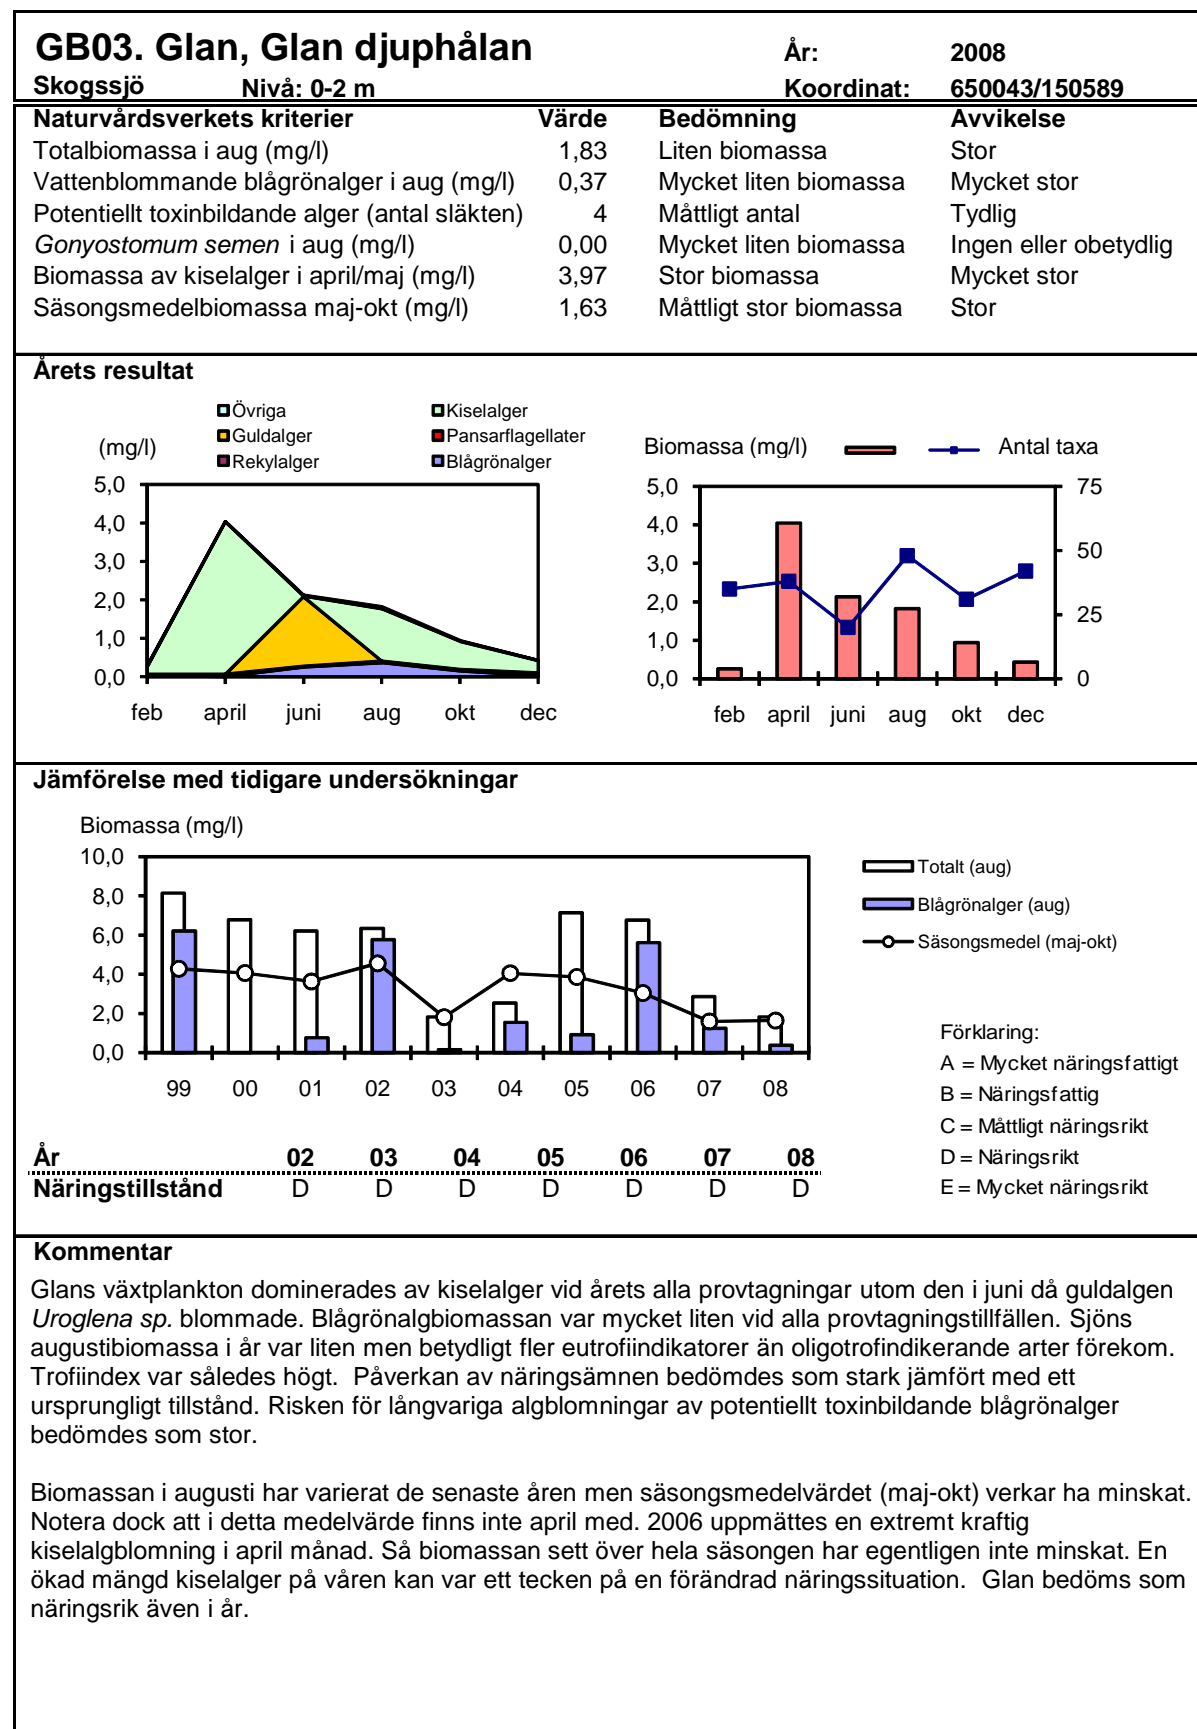 GB03. Glan, Glan djuphålan År: 2008
Skogssjö Nivå: 0-2 m Koordinat: 650043/150589
Naturvårdsverkets kriterier Värde Bedömning Avvikelse
Totalbiomassa i aug (mg/l) 1,83 Liten biomassa Stor
Vattenblommande blågrönalger i aug (mg/l) 0,37 Mycket liten biomassa Mycket stor
Potentiellt toxinbildande alger (antal släkten) 4 Måttligt antal Tydlig
Gonyostomum semen i aug (mg/l) 0,00 Mycket liten biomassa Ingen eller obetydlig
Biomassa av kiselalger i april/maj (mg/l) 3,97 Stor biomassa Mycket stor
Säsongsmedelbiomassa maj-okt (mg/l) 1,63 Måttligt stor biomassa Stor
Årets resultat
Övriga Kiselalger
Guldalger Pansarflagellater
Rekylalger Blågrönalger
(mg/l)
5,0
4,0
3,0
2,0
1,0
0,0
feb april juni aug okt dec
Biomassa (mg/l) Antal taxa
5,0 75
4,0
3,0 50
2,0
1,0 25
0,0 0
feb april juni aug okt dec
Jämförelse med tidigare undersökningar
Biomassa (mg/l)
10,0
8,0
6,0
4,0
2,0
0,0
99 00 01 02 03 04 05 06 07 08
Totalt (aug)
Blågrönalger (aug)
Säsongsmedel (maj-okt)
Förklaring:
A = Mycket näringsfattigt
B = Näringsfattig
C = Måttligt näringsrikt
D = Näringsrikt
E = Mycket näringsrikt
År 02 03 04 05 06 07 08
Näringstillstånd D D D D D D D
Kommentar
Glans växtplankton dominerades av kiselalger vid årets alla provtagningar utom den i juni då guldalgen
Uroglena sp. blommade. Blågrönalgbiomassan var mycket liten vid alla provtagningstillfällen. Sjöns
augustibiomassa i år var liten men betydligt fler eutrofiindikatorer än oligotrofindikerande arter förekom.
Trofiindex var således högt. Påverkan av näringsämnen bedömdes som stark jämfört med ett
ursprungligt tillstånd. Risken för långvariga algblomningar av potentiellt toxinbildande blågrönalger
bedömdes som stor.
Biomassan i augusti har varierat de senaste åren men säsongsmedelvärdet (maj-okt) verkar ha minskat.
Notera dock att i detta medelvärde finns inte april med. 2006 uppmättes en extremt kraftig
kiselalgblomning i april månad. Så biomassan sett över hela säsongen har egentligen inte minskat. En
ökad mängd kiselalger på våren kan var ett tecken på en förändrad näringssituation. Glan bedöms som
näringsrik även i år.